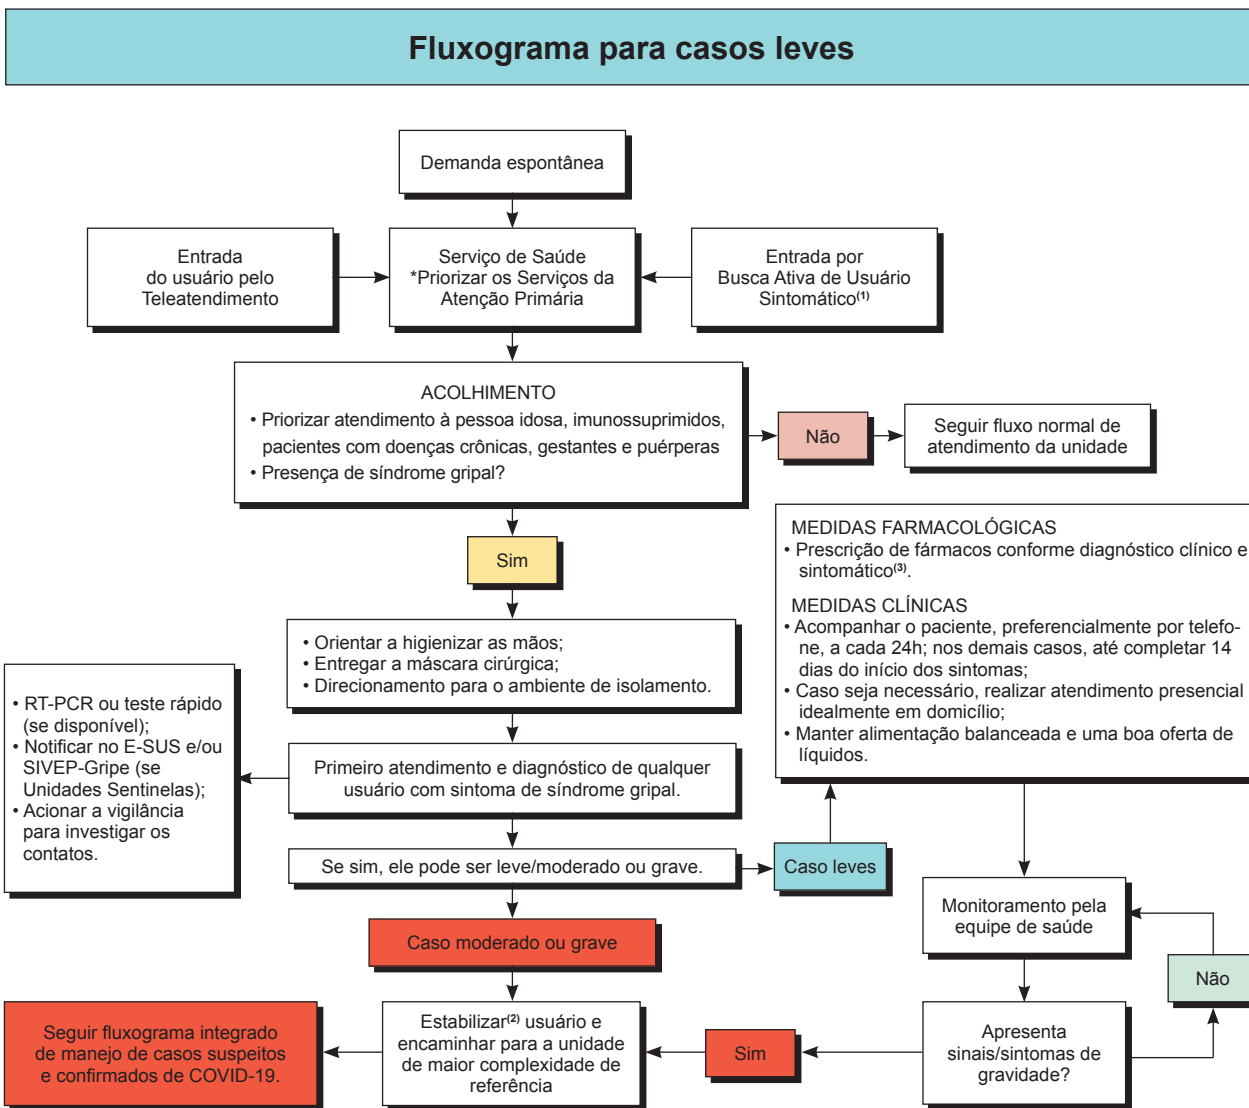 Fluxograma para casos leves
Demanda espontânea
Entrada
do usuário pelo
Teleatendimento
Serviço de Saúde
*Priorizar os Serviços da
Atenção Primária
Entrada por
Busca Ativa de Usuário
Sintomático(1)
ACOLHIMENTO
• Priorizar atendimento à pessoa idosa, imunossuprimidos,
pacientes com doenças crônicas, gestantes e puérperas
• Presença de síndrome gripal?
Não
Seguir fluxo normal de
atendimento da unidade
Sim
• Orientar a higienizar as mãos;
• Entregar a máscara cirúrgica;
• Direcionamento para o ambiente de isolamento.
MEDIDAS FARMACOLÓGICAS
• Prescrição de fármacos conforme diagnóstico clínico e
sintomático(3).
MEDIDAS CLÍNICAS
• Acompanhar o paciente, preferencialmente por telefo-
ne, a cada 24h; nos demais casos, até completar 14
dias do início dos sintomas;
• Caso seja necessário, realizar atendimento presencial
idealmente em domicílio;
• Manter alimentação balanceada e uma boa oferta de
líquidos.
• RT-PCR ou teste rápido
(se disponível);
• Notificar no E-SUS e/ou
SIVEP-Gripe (se
Unidades Sentinelas);
• Acionar a vigilância
para investigar os
contatos.
Primeiro atendimento e diagnóstico de qualquer
usuário com sintoma de síndrome gripal.
Se sim, ele pode ser leve/moderado ou grave.
Caso leves
Caso moderado ou grave
Monitoramento pela
equipe de saúde
Não
Seguir fluxograma integrado
de manejo de casos suspeitos
e confirmados de COVID-19.
Estabilizar(2) usuário e
encaminhar para a unidade
de maior complexidade de
referência
Sim
Apresenta
sinais/sintomas de
gravidade?